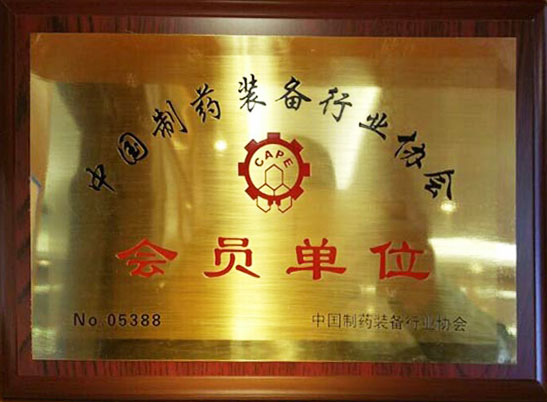 中国制药装备行业协会
CAPE
会员单位
No 05388
中国制药装备行业协会